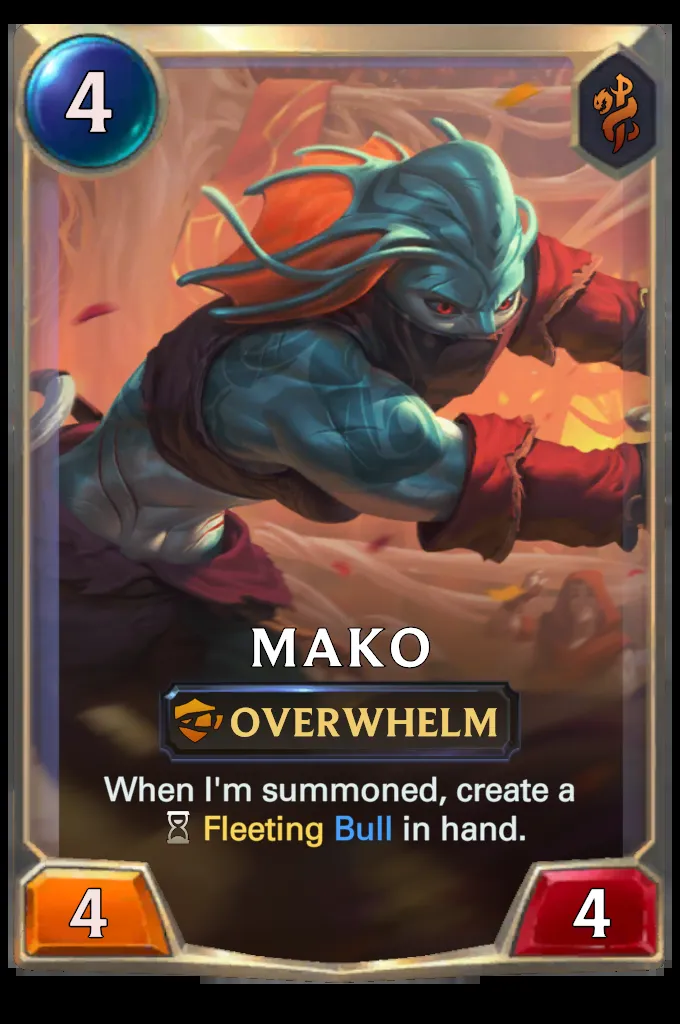 4
MAKO
OVERWHELM
When I'm summoned, create a
Fleeting Bull in hand.
4
4